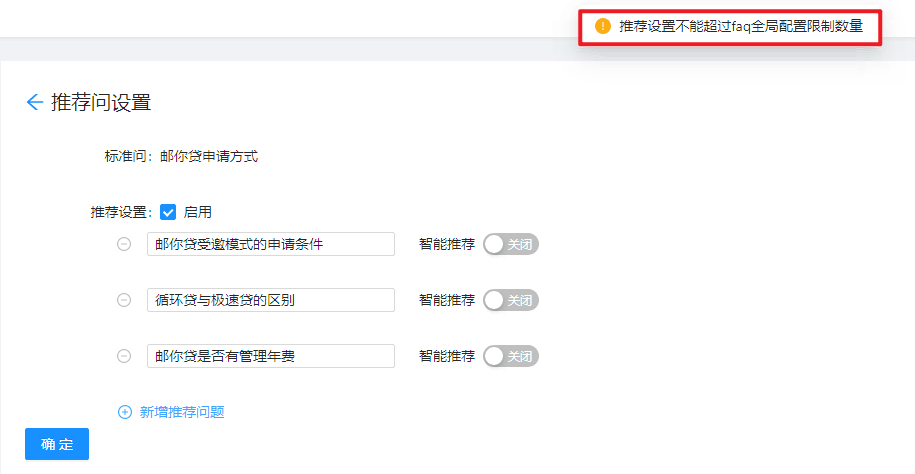 推荐设置不能超过faq全局配置限制数量
推荐问设置
标准问: 邮你贷申请方式
推荐设置: 启用
邮你贷受邀模式的申请条件 智能推荐 关闭
循环贷与极速贷的区别 智能推荐 关闭
邮你贷是否有管理年费 智能推荐 关闭
新增推荐问题
确 定